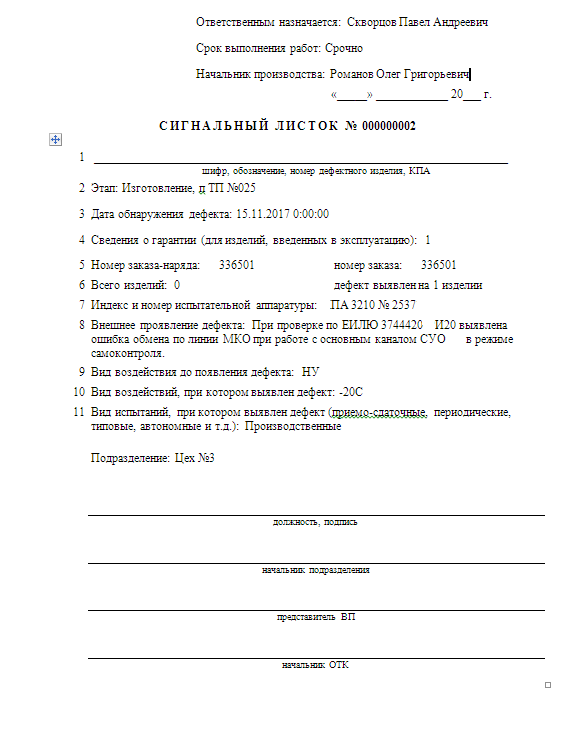 Ответственным назначается: Скворцов Павел Андреевич
Срок выполнения работ: Срочно
Начальник производства: Романов Олег Григорьевич
«_____» ____________ 20___ г.
СИГНАЛЬНЫЙ ЛИСТОК № 000000002
1
шифр, обозначение, номер дефектного изделия, КПА
2 Этап: Изготовление, п ТП №025
3 Дата обнаружения дефекта: 15.11.2017 0:00:00
4 Сведения о гарантии (для изделий, введенных в эксплуатацию): 1
5 Номер заказа-наряда: 336501 номер заказа: 336501
6 Всего изделий: 0 дефект выявлен на 1 изделии
7 Индекс и номер испытательной аппаратуры: ПА 3210 № 2537
8 Внешнее проявление дефекта: При проверке по ЕИЛЮ 3744420 И20 выявлена
ошибка обмена по линии МКО при работе с основным каналом СУО в режиме
самоконтроля.
9 Вид воздействия до появления дефекта: НУ
10 Вид воздействий, при котором выявлен дефект: -20С
11 Вид испытаний, при котором выявлен дефект (приемо-сдаточные, периодические,
типовые, автономные и т.д.): Производственные
Подразделение: Цех №3
должность, подпись
начальник подразделения
представитель ВП
начальник ОТК